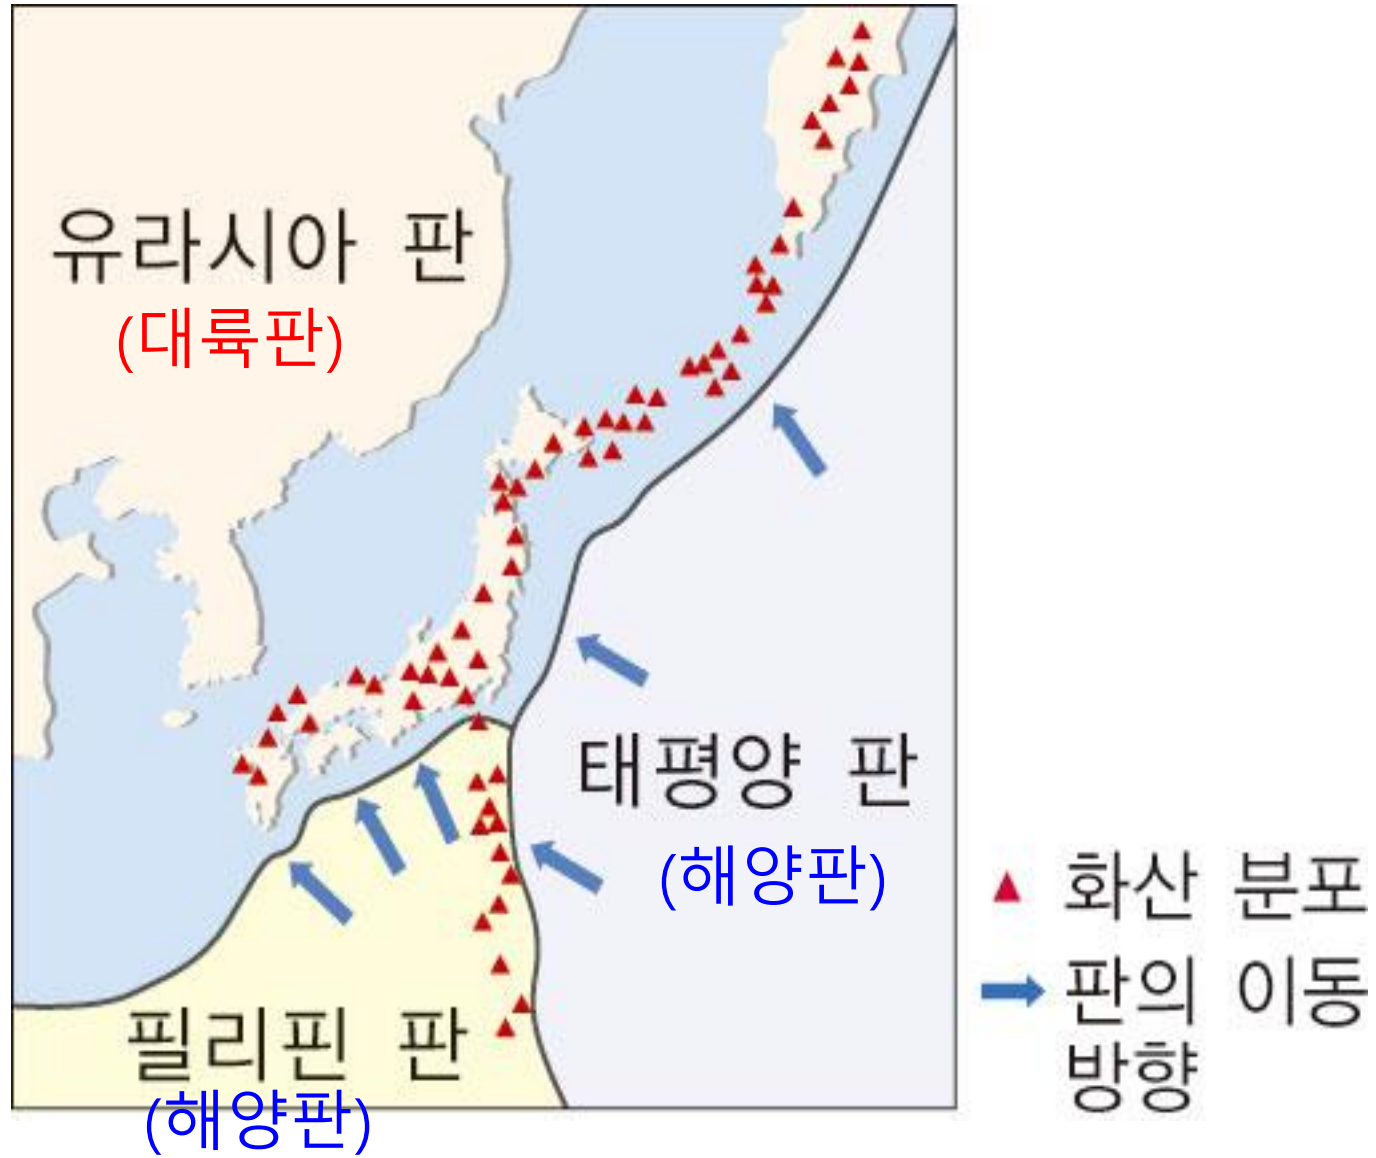 유라시아 판
(대륙판)
태평양 판
(해양판)
필리핀 판
(해양판)
화산 분포
판의 이동
방향